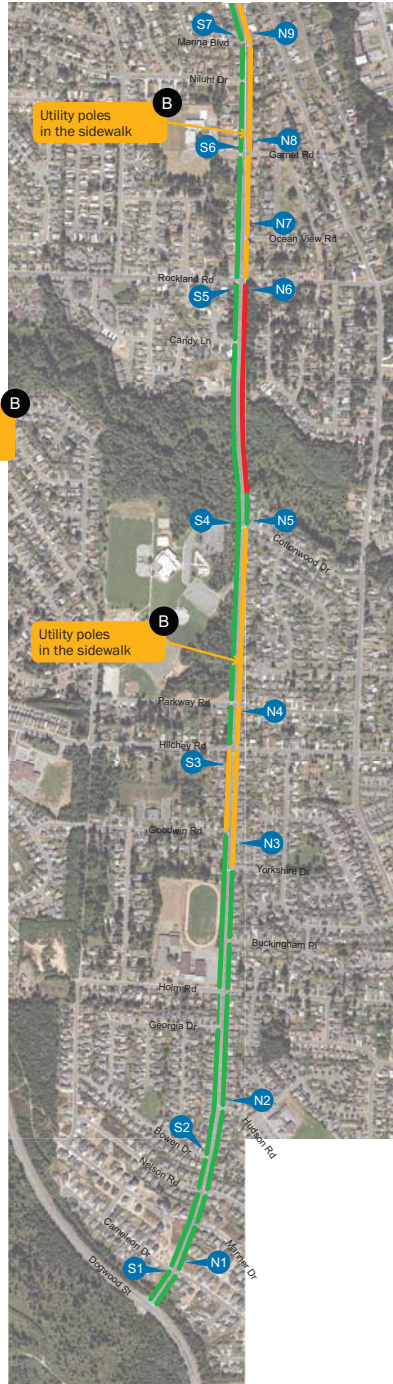 S7
N9
Marina Blvd
Niluht Dr
B
Utility poles
in the sidewalk
N8
S6
Garnet Rd
N7
Ocean View Rd
Rockland Rd
S5
N6
Candy Ln
B
S4
N5
Cottonwood Dr
B
Utility poles
in the sidewalk
Parkway Rd
N4
Hilchey Rd
S3
Goodwin Rd
N3
Yorkshire Dr
Buckingham Pl
Holm Rd
Georgia Dr
N2
Hudson Rd
S2
Bowen Dr
Nelson Rd
Cameleon Dr
Mariner Dr
N1
S1
Dogwood St